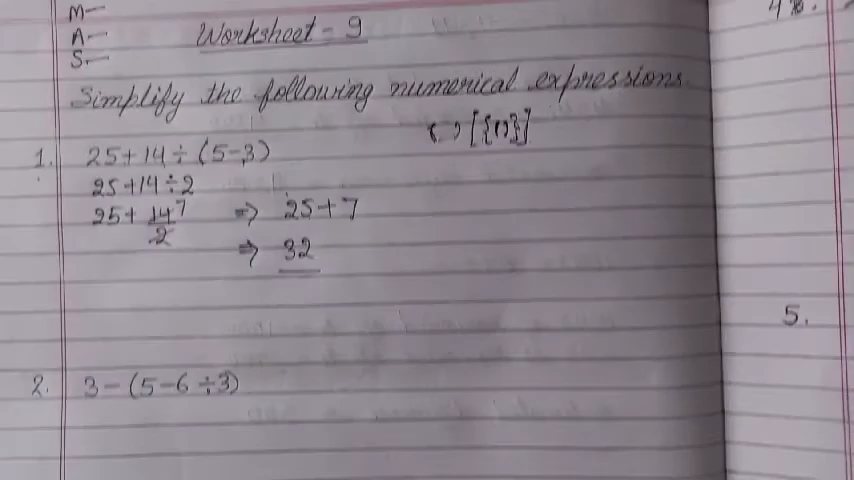 M—
A—
S—
Worksheet - 9
Simplify the following numerical expressions.
( ) [{( )}]
1. 25+14÷(5-3)
25+14÷2
25+ 14/2 7 ⇒ 25+7
⇒ 32
2. 3-(5-6÷3)
5.